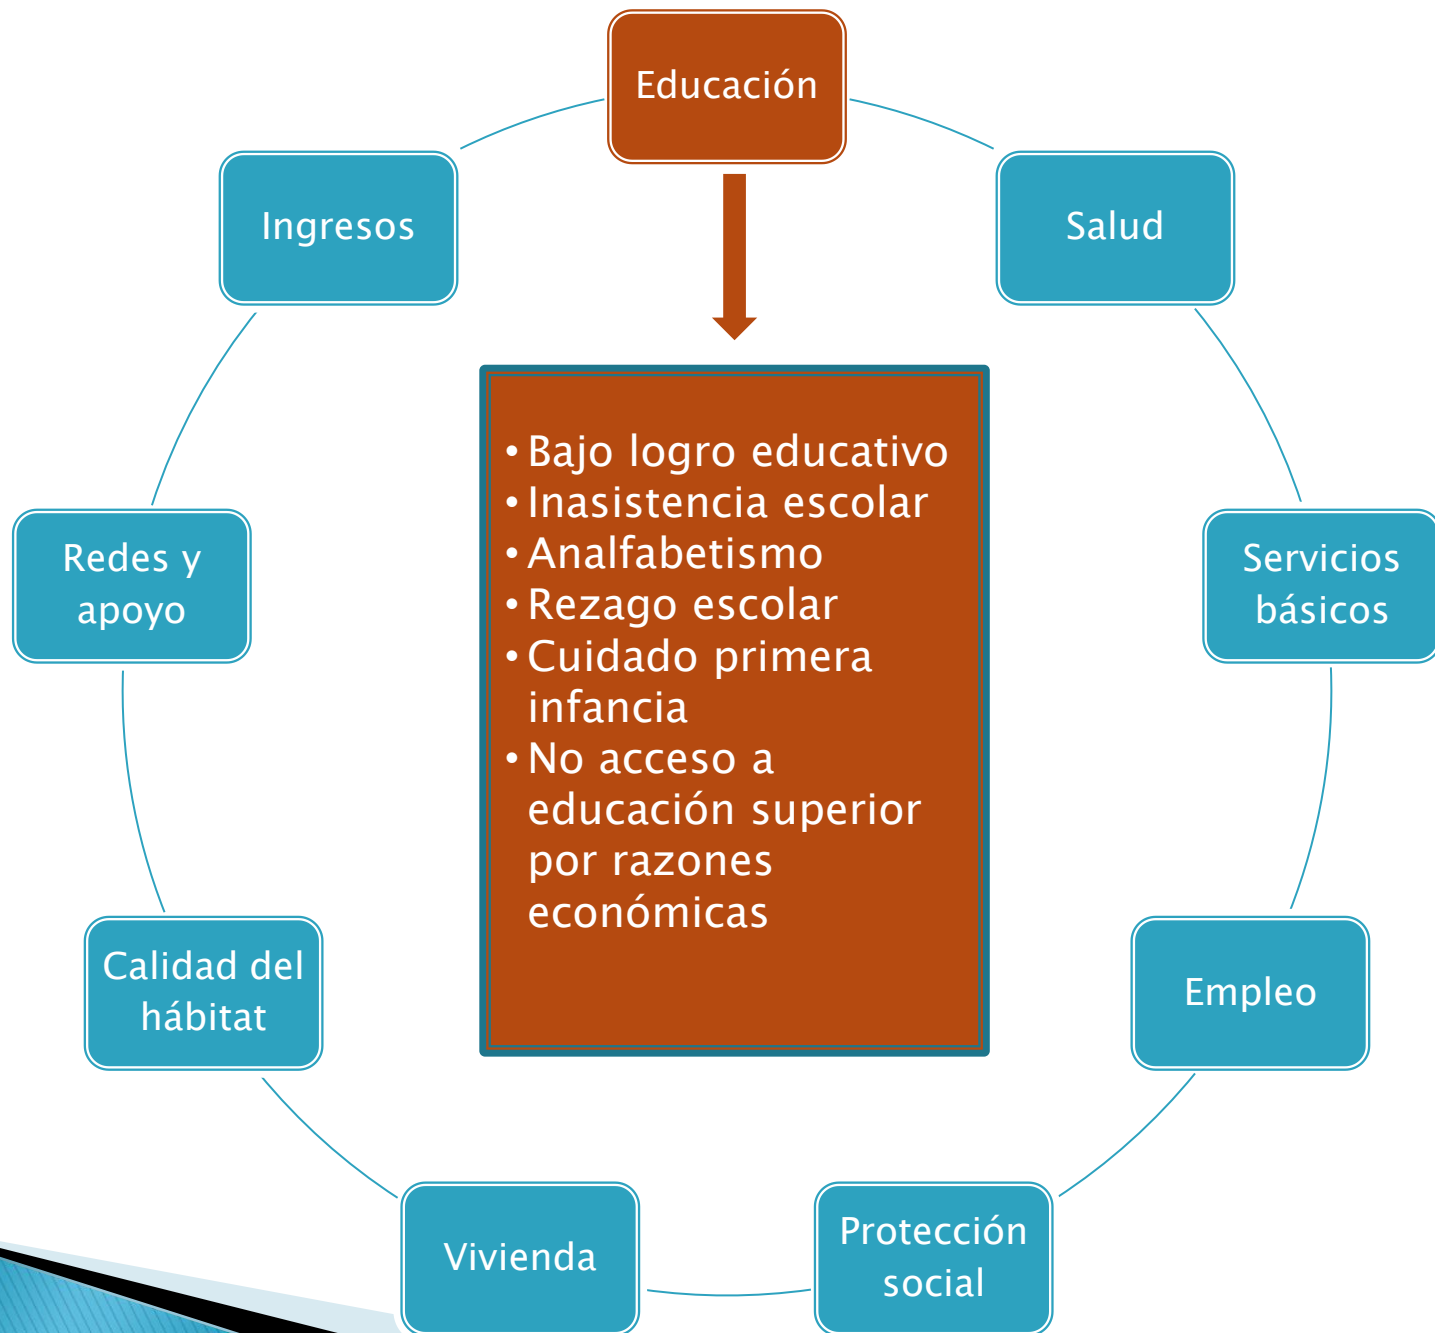 Educación
Ingresos
Salud
• Bajo logro educativo
• Inasistencia escolar
• Analfabetismo
• Rezago escolar
• Cuidado primera
infancia
• No acceso a
educación superior
por razones
económicas
Redes y
apoyo
Servicios
básicos
Calidad del
hábitat
Empleo
Vivienda
Protección
social